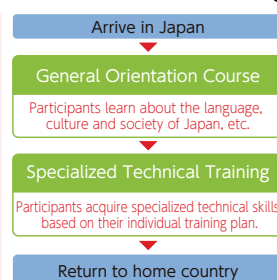 Arrive in Japan
General Orientation Course
Participants learn about the language,
culture and society of Japan, etc.
Specialized Technical Training
Participants acquire specialized technical skills
based on their individual training plan.
Return to home country